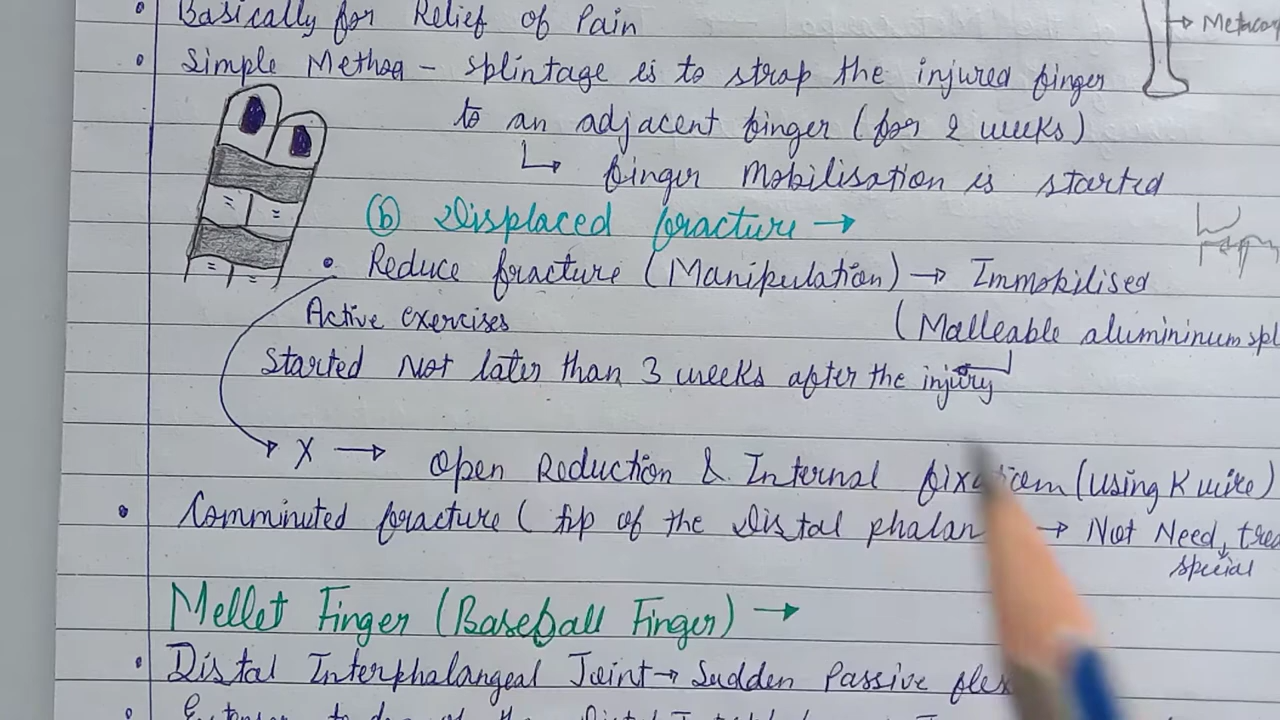 • Basically for Relief of Pain
→ Metacar
• Simple Method - splintage is to strap the injured finger
to an adjacent finger (for 2 weeks)
↳ finger Mobilisation is started
ⓑ Displaced fracture →
• Reduce fracture (Manipulation) → Immobilised
Active exercises
(Malleable alumininum spl
Started Not later than 3 weeks after the injury
X → Open Reduction & Internal fixation (using K wire)
• Comminuted fracture (tip of the Distal phalan → Not Need trea
special
Mellet Finger (Baseball Finger) →
• Distal Interphalangeal Joint → Sudden Passive flex